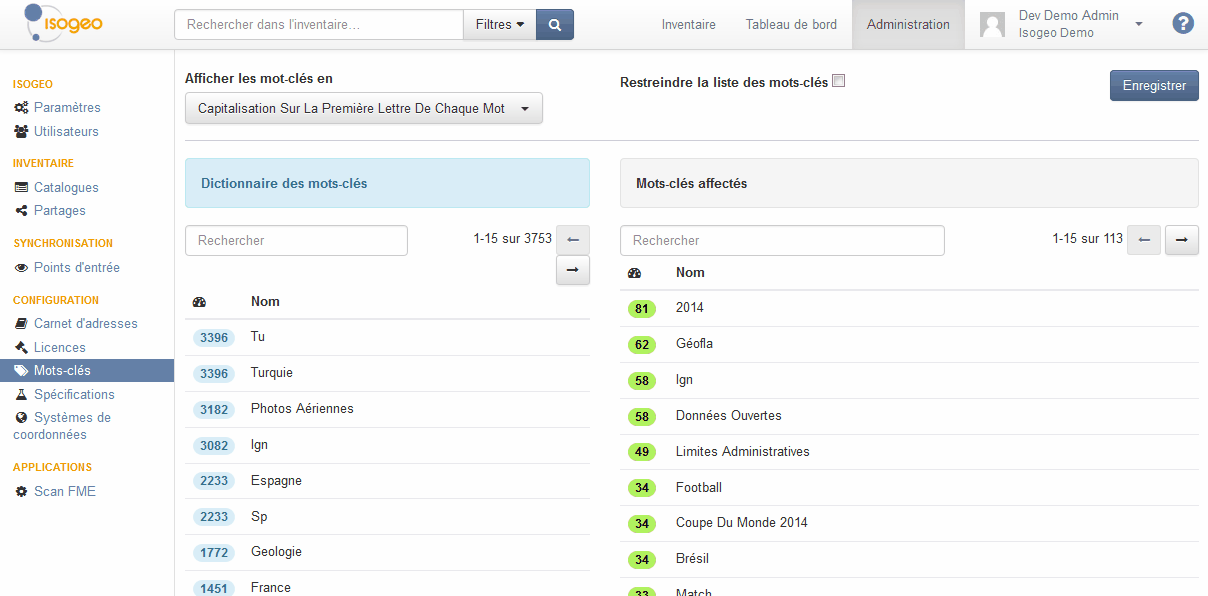 isogeo
Rechercher dans l'inventaire...
Filtres
Inventaire
Tableau de bord
Administration
Dev Demo Admin
Isogeo Demo
?
ISOGEO
Paramètres
Utilisateurs
INVENTAIRE
Catalogues
Partages
SYNCHRONISATION
Points d'entrée
CONFIGURATION
Carnet d'adresses
Licences
Mots-clés
Spécifications
Systèmes de
coordonnées
APPLICATIONS
Scan FME
Afficher les mot-clés en
Capitalisation Sur La Première Lettre De Chaque Mot
Restreindre la liste des mots-clés
Enregistrer
Dictionnaire des mots-clés
Rechercher
1-15 sur 3753 ←
→
Nom
3396 Tu
3396 Turquie
3182 Photos Aériennes
3082 Ign
2233 Espagne
2233 Sp
1772 Geologie
1451 France
Mots-clés affectés
Rechercher
1-15 sur 113 ← →
Nom
81 2014
62 Géofla
58 Ign
58 Données Ouvertes
49 Limites Administratives
34 Football
34 Coupe Du Monde 2014
34 Brésil
33 Match